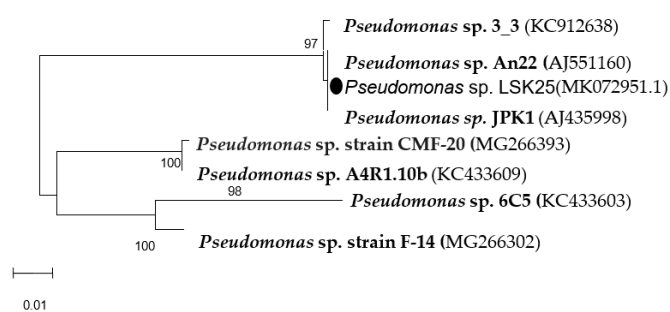 Pseudomonas sp. 3_3 (KC912638)
97
Pseudomonas sp. An22 (AJ551160)
Pseudomonas sp. LSK25(MK072951.1)
Pseudomonas sp. JPK1 (AJ435998)
Pseudomonas sp. strain CMF-20 (MG266393)
100
Pseudomonas sp. A4R1.10b (KC433609)
98
Pseudomonas sp. 6C5 (KC433603)
100
Pseudomonas sp. strain F-14 (MG266302)
0.01